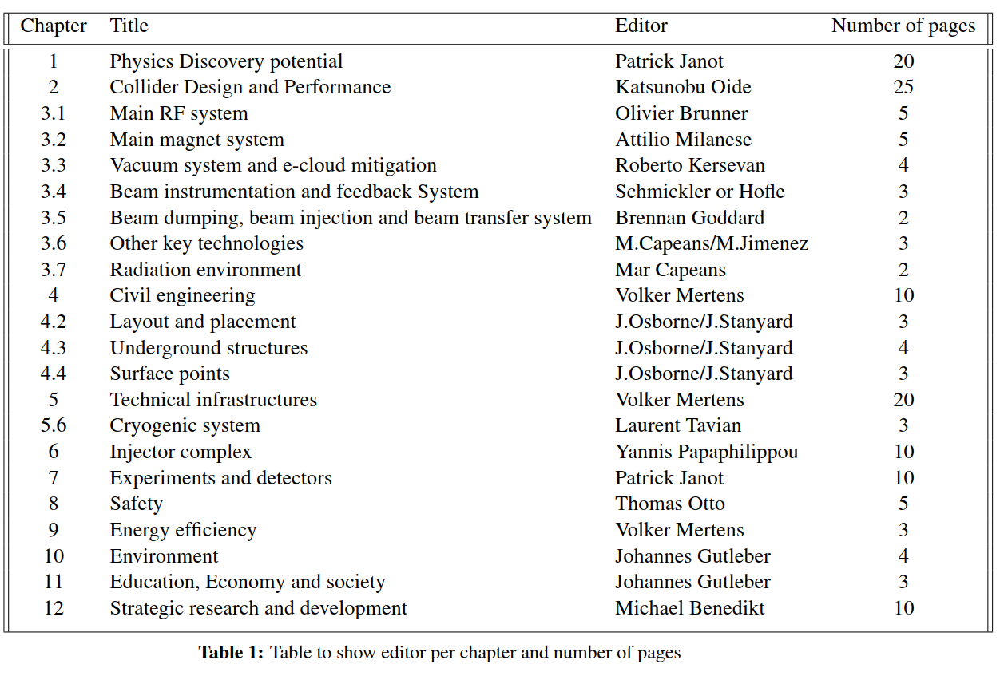 Chapter Title Editor Number of pages
1 Physics Discovery potential Patrick Janot 20
2 Collider Design and Performance Katsunobu Oide 25
3.1 Main RF system Olivier Brunner 5
3.2 Main magnet system Attilio Milanese 5
3.3 Vacuum system and e-cloud mitigation Roberto Kersevan 4
3.4 Beam instrumentation and feedback System Schmickler or Hofle 3
3.5 Beam dumping, beam injection and beam transfer system Brennan Goddard 2
3.6 Other key technologies M.Capeans/M.Jimenez 3
3.7 Radiation environment Mar Capeans 2
4 Civil engineering Volker Mertens 10
4.2 Layout and placement J.Osborne/J.Stanyard 3
4.3 Underground structures J.Osborne/J.Stanyard 4
4.4 Surface points J.Osborne/J.Stanyard 3
5 Technical infrastructures Volker Mertens 20
5.6 Cryogenic system Laurent Tavian 3
6 Injector complex Yannis Papaphilippou 10
7 Experiments and detectors Patrick Janot 10
8 Safety Thomas Otto 5
9 Energy efficiency Volker Mertens 3
10 Environment Johannes Gutleber 4
11 Education, Economy and society Johannes Gutleber 3
12 Strategic research and development Michael Benedikt 10
Table 1: Table to show editor per chapter and number of pages